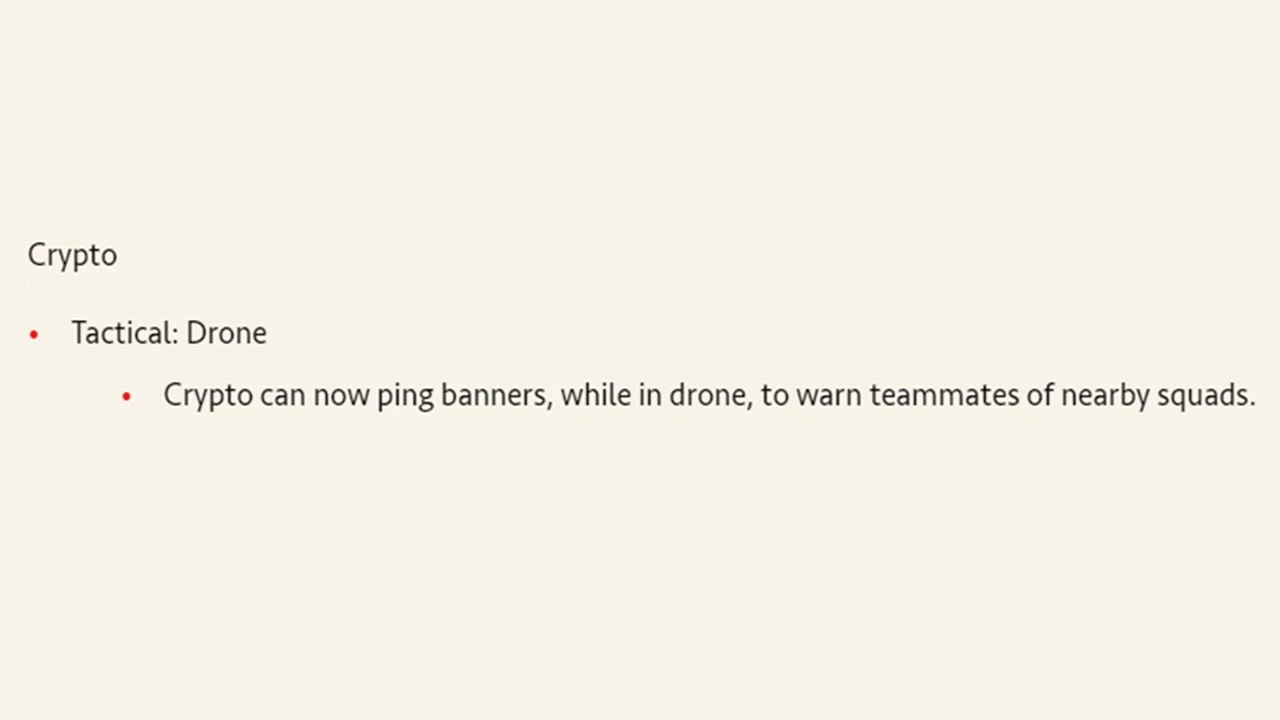 Crypto
• Tactical: Drone
• Crypto can now ping banners, while in drone, to warn teammates of nearby squads.